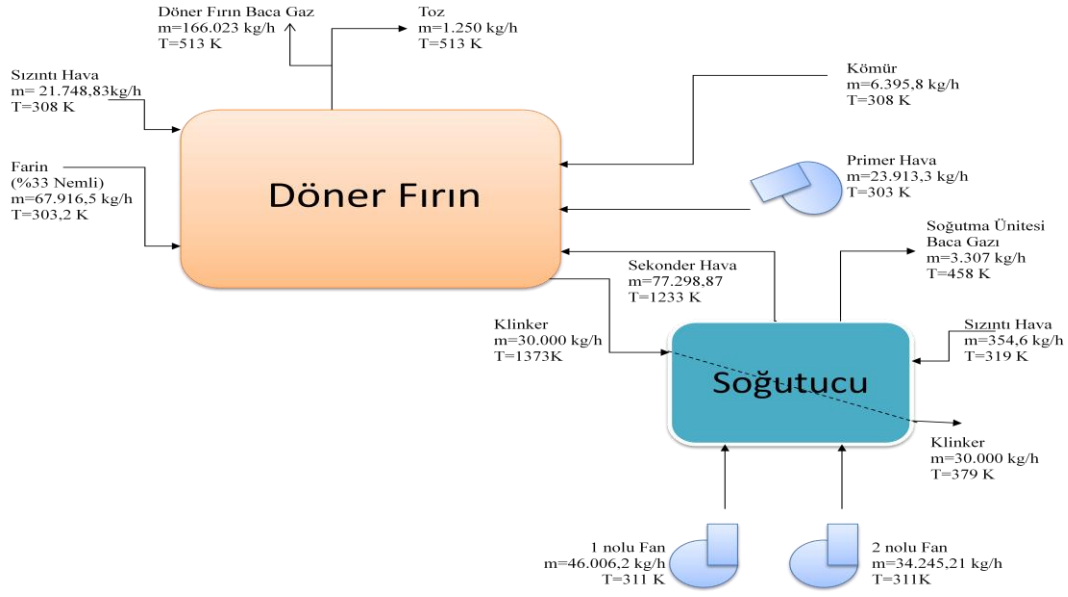 Döner Fırın Baca Gaz
m=166.023 kg/h
T=513 K
Toz
m=1.250 kg/h
T=513 K
Sızıntı Hava
m= 21.748,83kg/h
T=308 K
Kömür
m=6.395,8 kg/h
T=308 K
Farin
(%33 Nemli)
m=67.916,5 kg/h
T=303,2 K
Döner Fırın
Primer Hava
m=23.913,3 kg/h
T=303 K
Soğutma Ünitesi
Baca Gazı
m=3.307 kg/h
T=458 K
Sekonder Hava
m=77.298,87
T=1233 K
Klinker
m=30.000 kg/h
T=1373K
Sızıntı Hava
m=354,6 kg/h
T=319 K
Soğutucu
Klinker
m=30.000 kg/h
T=379 K
1 nolu Fan
m=46.006,2 kg/h
T=311 K
2 nolu Fan
m=34.245,21 kg/h
T=311K